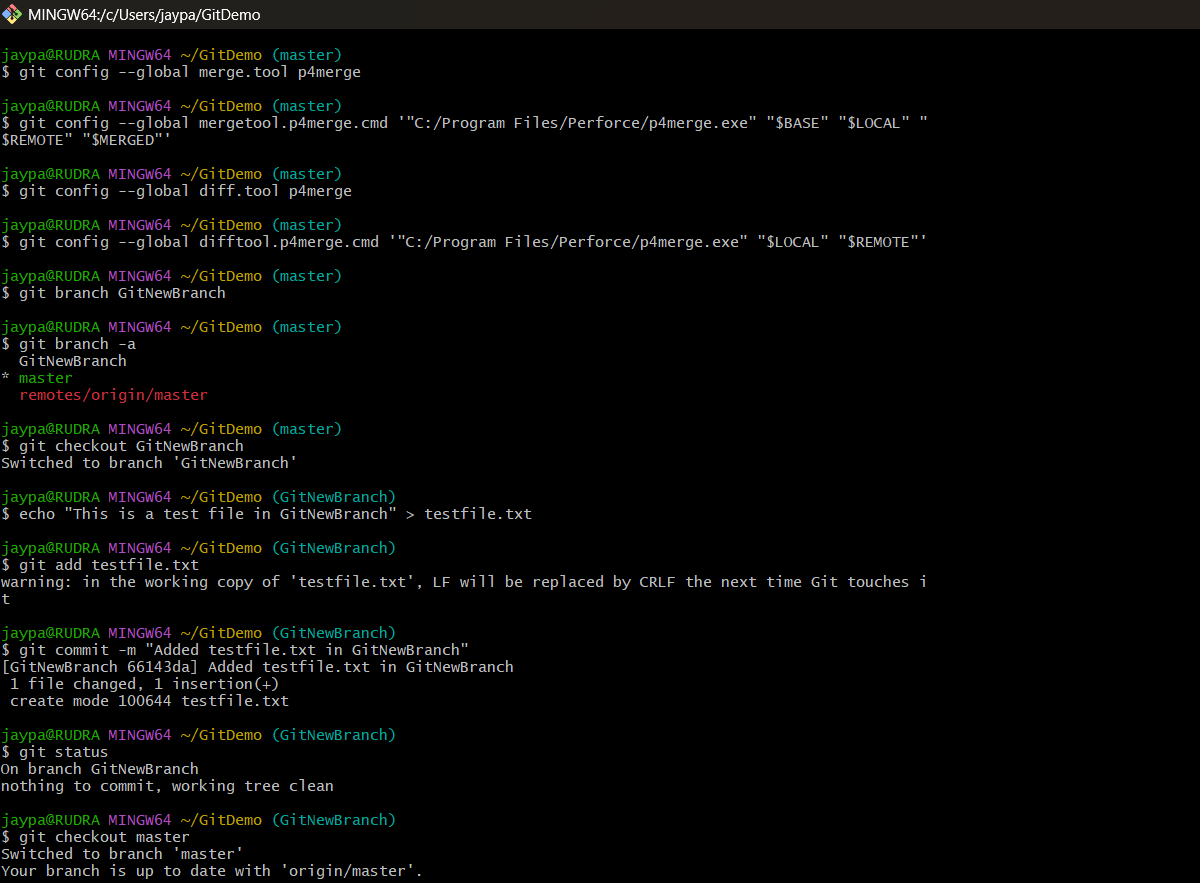 MINGW64:/c/Users/jaypa/GitDemo
jaypa@RUDRA MINGW64 ~/GitDemo (master)
$ git config --global merge.tool p4merge
jaypa@RUDRA MINGW64 ~/GitDemo (master)
$ git config --global mergetool.p4merge.cmd '"C:/Program Files/Perforce/p4merge.exe" "$BASE" "$LOCAL" "
$REMOTE" "$MERGED"'
jaypa@RUDRA MINGW64 ~/GitDemo (master)
$ git config --global diff.tool p4merge
jaypa@RUDRA MINGW64 ~/GitDemo (master)
$ git config --global difftool.p4merge.cmd '"C:/Program Files/Perforce/p4merge.exe" "$LOCAL" "$REMOTE"'
jaypa@RUDRA MINGW64 ~/GitDemo (master)
$ git branch GitNewBranch
jaypa@RUDRA MINGW64 ~/GitDemo (master)
$ git branch -a
  GitNewBranch
* master
  remotes/origin/master
jaypa@RUDRA MINGW64 ~/GitDemo (master)
$ git checkout GitNewBranch
Switched to branch 'GitNewBranch'
jaypa@RUDRA MINGW64 ~/GitDemo (GitNewBranch)
$ echo "This is a test file in GitNewBranch" > testfile.txt
jaypa@RUDRA MINGW64 ~/GitDemo (GitNewBranch)
$ git add testfile.txt
warning: in the working copy of 'testfile.txt', LF will be replaced by CRLF the next time Git touches i
t
jaypa@RUDRA MINGW64 ~/GitDemo (GitNewBranch)
$ git commit -m "Added testfile.txt in GitNewBranch"
[GitNewBranch 66143da] Added testfile.txt in GitNewBranch
 1 file changed, 1 insertion(+)
 create mode 100644 testfile.txt
jaypa@RUDRA MINGW64 ~/GitDemo (GitNewBranch)
$ git status
On branch GitNewBranch
nothing to commit, working tree clean
jaypa@RUDRA MINGW64 ~/GitDemo (GitNewBranch)
$ git checkout master
Switched to branch 'master'
Your branch is up to date with 'origin/master'.